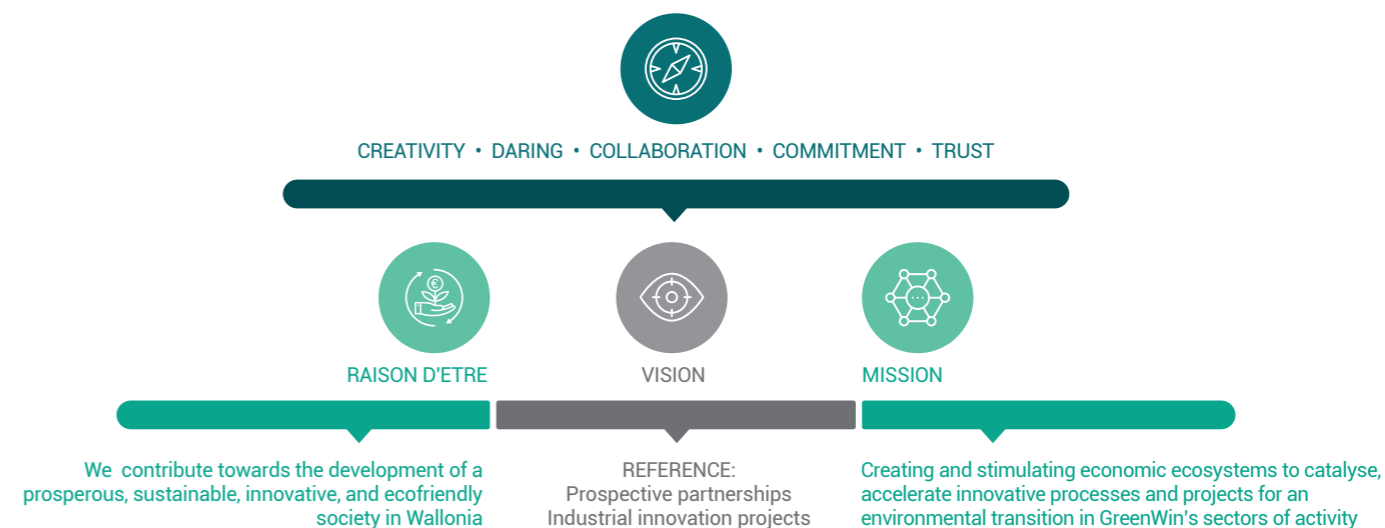 CREATIVITY • DARING • COLLABORATION • COMMITMENT • TRUST
RAISON D'ETRE
VISION
MISSION
We contribute towards the development of a
prosperous, sustainable, innovative, and ecofriendly
society in Wallonia
REFERENCE:
Prospective partnerships
Industrial innovation projects
Creating and stimulating economic ecosystems to catalyse,
accelerate innovative processes and projects for an
environmental transition in GreenWin's sectors of activity